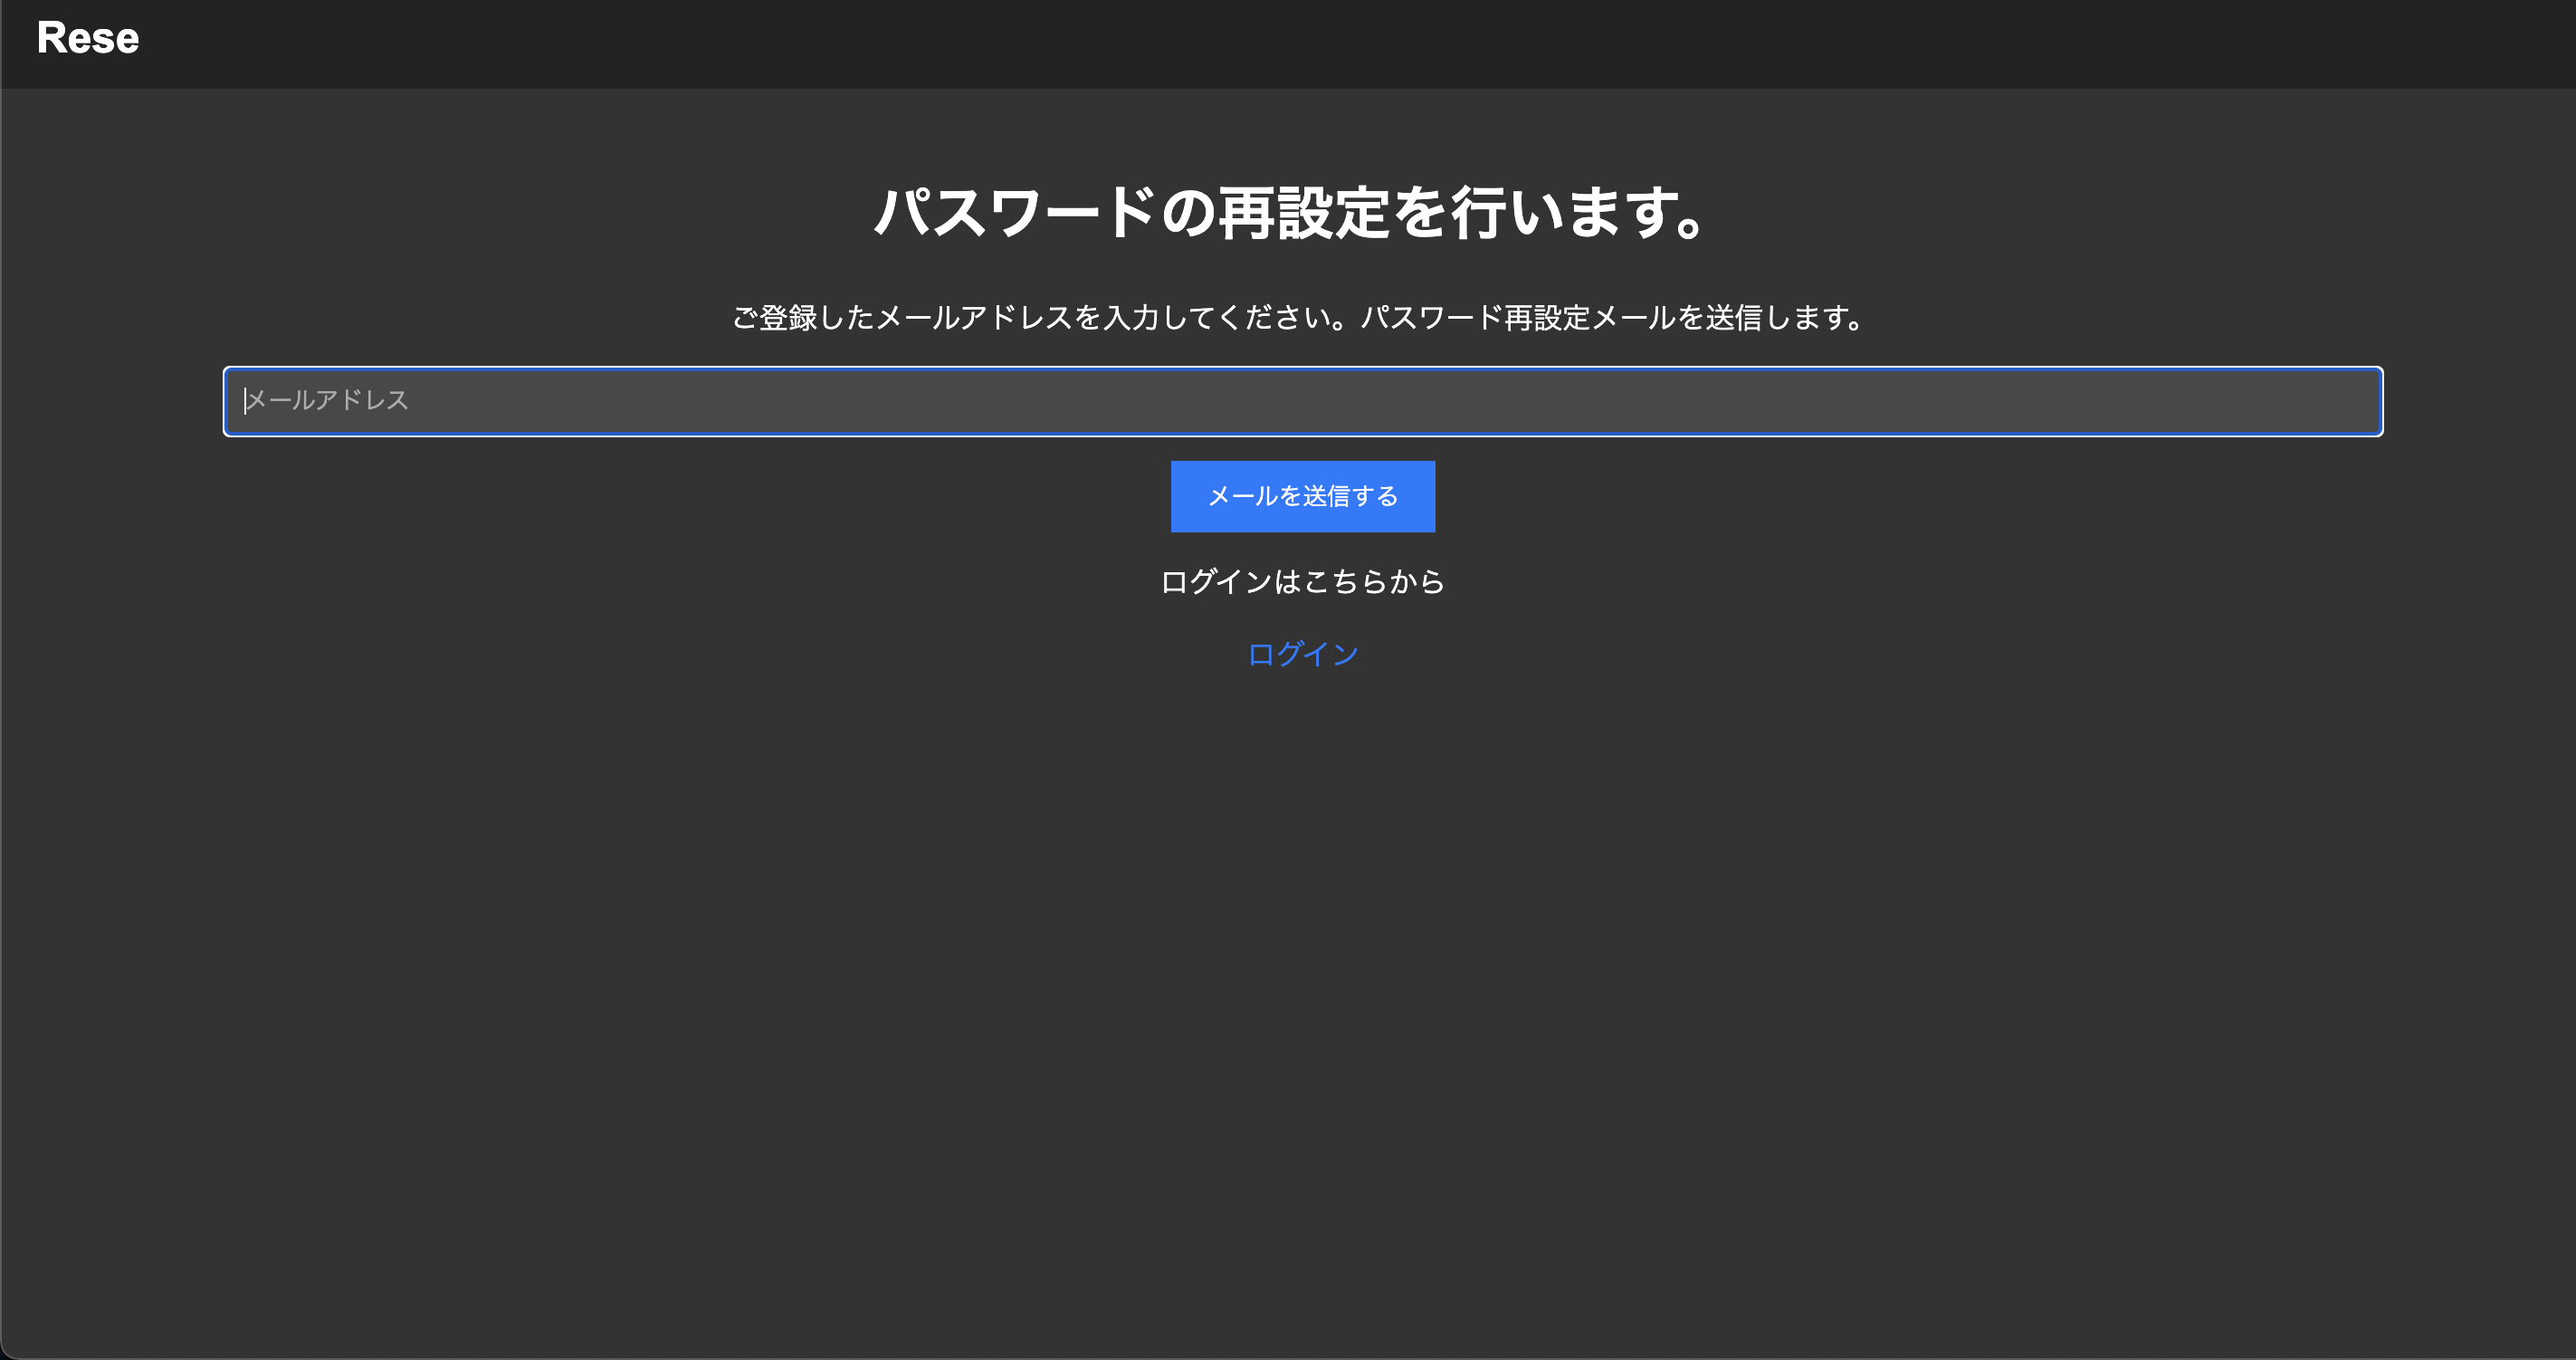 Rese
パスワードの再設定を行います。
ご登録したメールアドレスを入力してください。パスワード再設定メールを送信します。
メールアドレス
メールを送信する
ログインはこちらから
ログイン